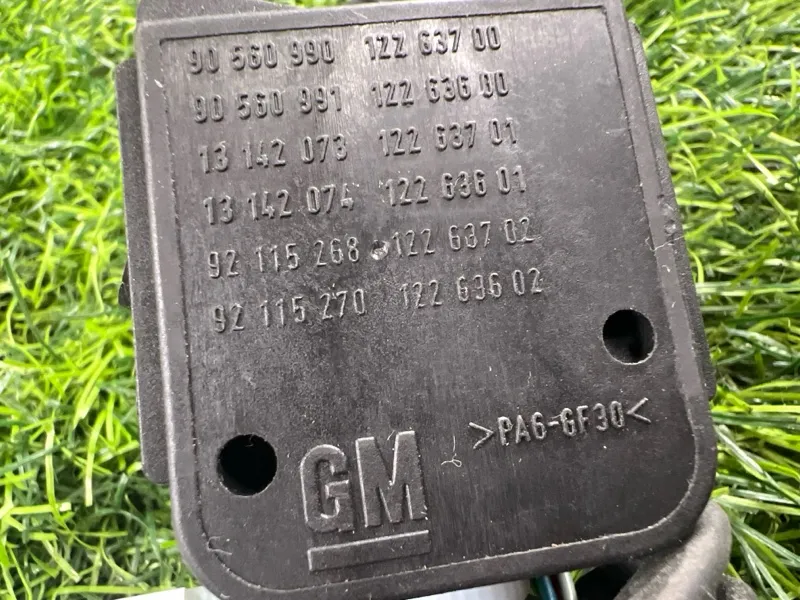 90 560 990 122 637 00
90 560 991 122 636 00
13 142 073 122 637 01
13 142 074 122 636 01
92 115 268 122 637 02
92 115 270 122 636 02
>PA6-GF30<
GM